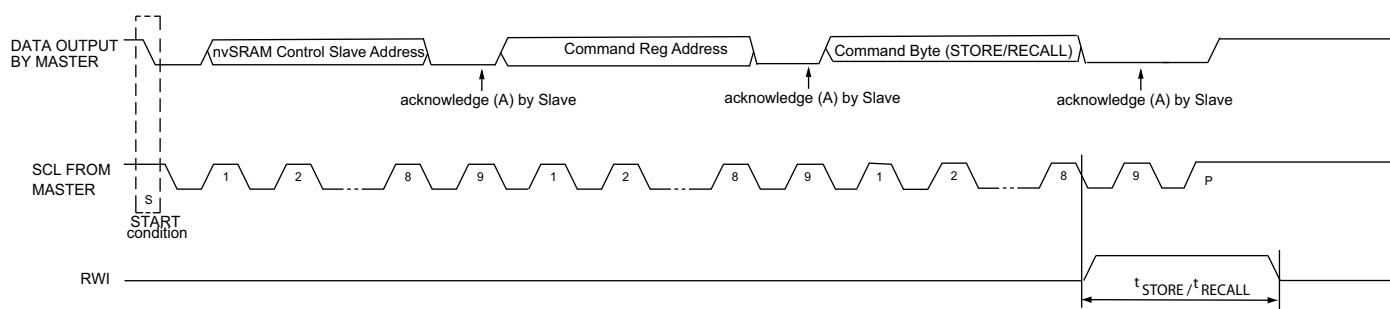 DATA OUTPUT
BY MASTER
nvSRAM Control Slave Address
Command Reg Address
Command Byte (STORE/RECALL)
acknowledge (A) by Slave
acknowledge (A) by Slave
acknowledge (A) by Slave
SCL FROM
MASTER
1 2 8 9 1 2 8 9 1 2 8 9 P
S
START
condition
RWI
t STORE / t RECALL